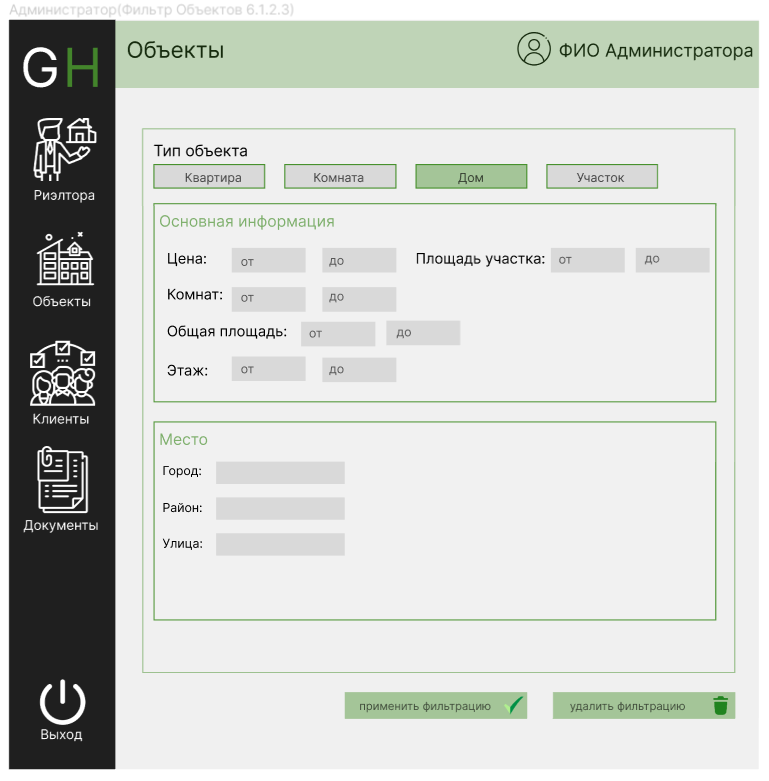 Администратор(Фильтр Объектов 6.1.2.3)
GH
Объекты
ФИО Администратора
Риэлтора
Объекты
Клиенты
Документы
Выход
Тип объекта
Квартира Комната Дом Участок
Основная информация
Цена: от до Площадь участка: от до
Комнат: от до
Общая площадь: от до
Этаж: от до
Место
Город:
Район:
Улица:
применить фильтрацию удалить фильтрацию